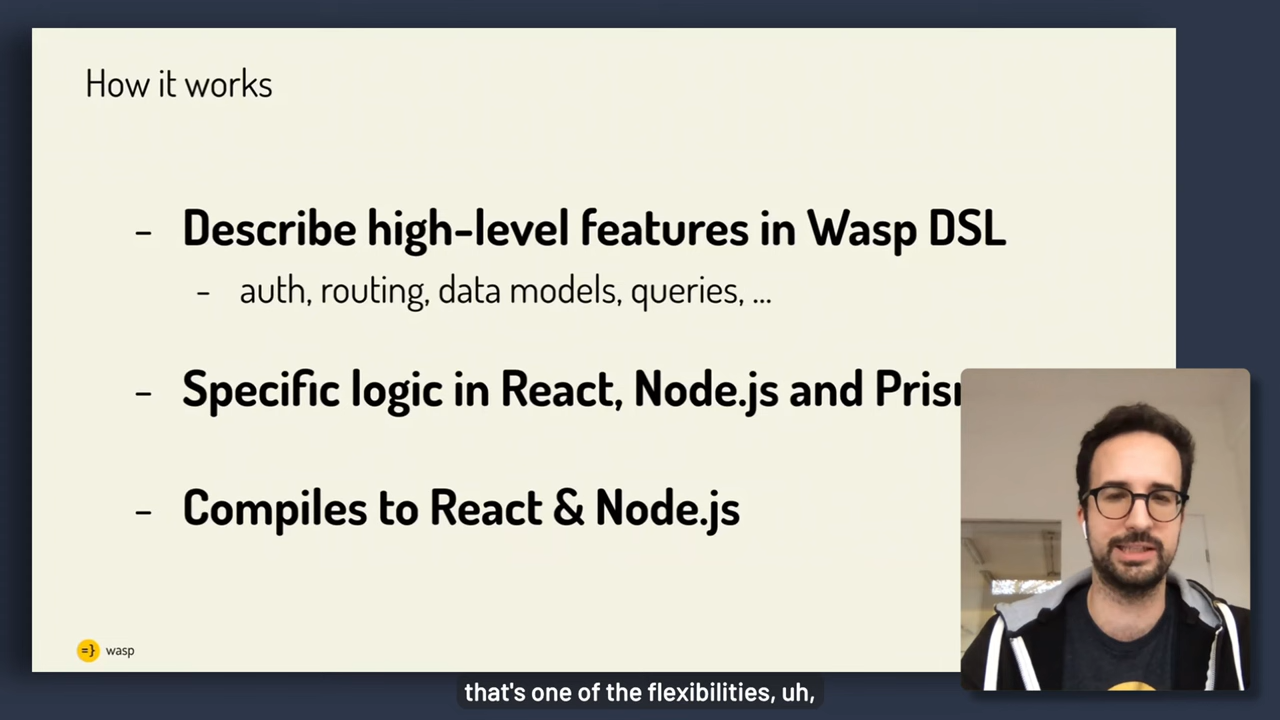 How it works
- Describe high-level features in Wasp DSL
- auth, routing, data models, queries, ...
- Specific logic in React, Node.js and
- Compiles to React & Node.js
=} wasp
that's one of the flexibilities, uh,